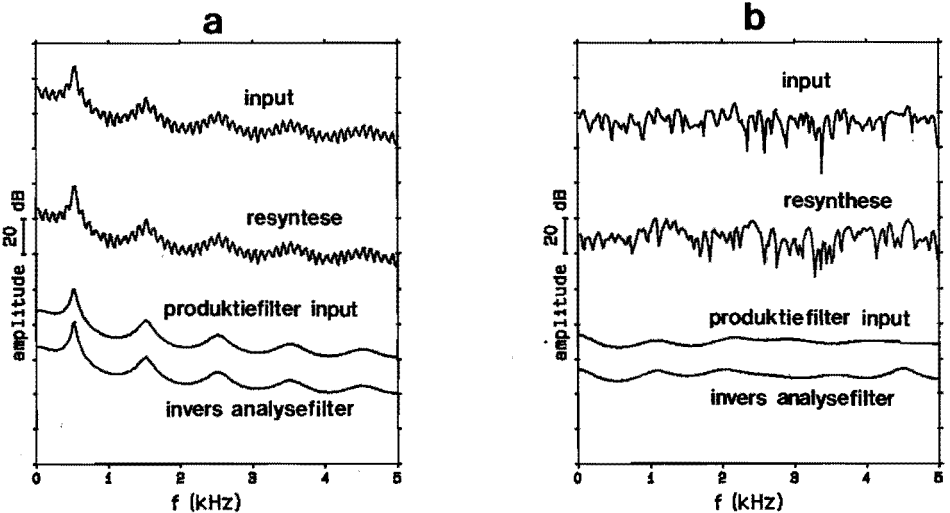 a
input
resyntese
produktiefilter input
invers analysefilter
amplitude 20 dB
0 1 2 3 4 5
f (kHz)
b
input
resynthese
produktiefilter input
invers analysefilter
amplitude 20 dB
0 1 2 3 4 5
f (kHz)